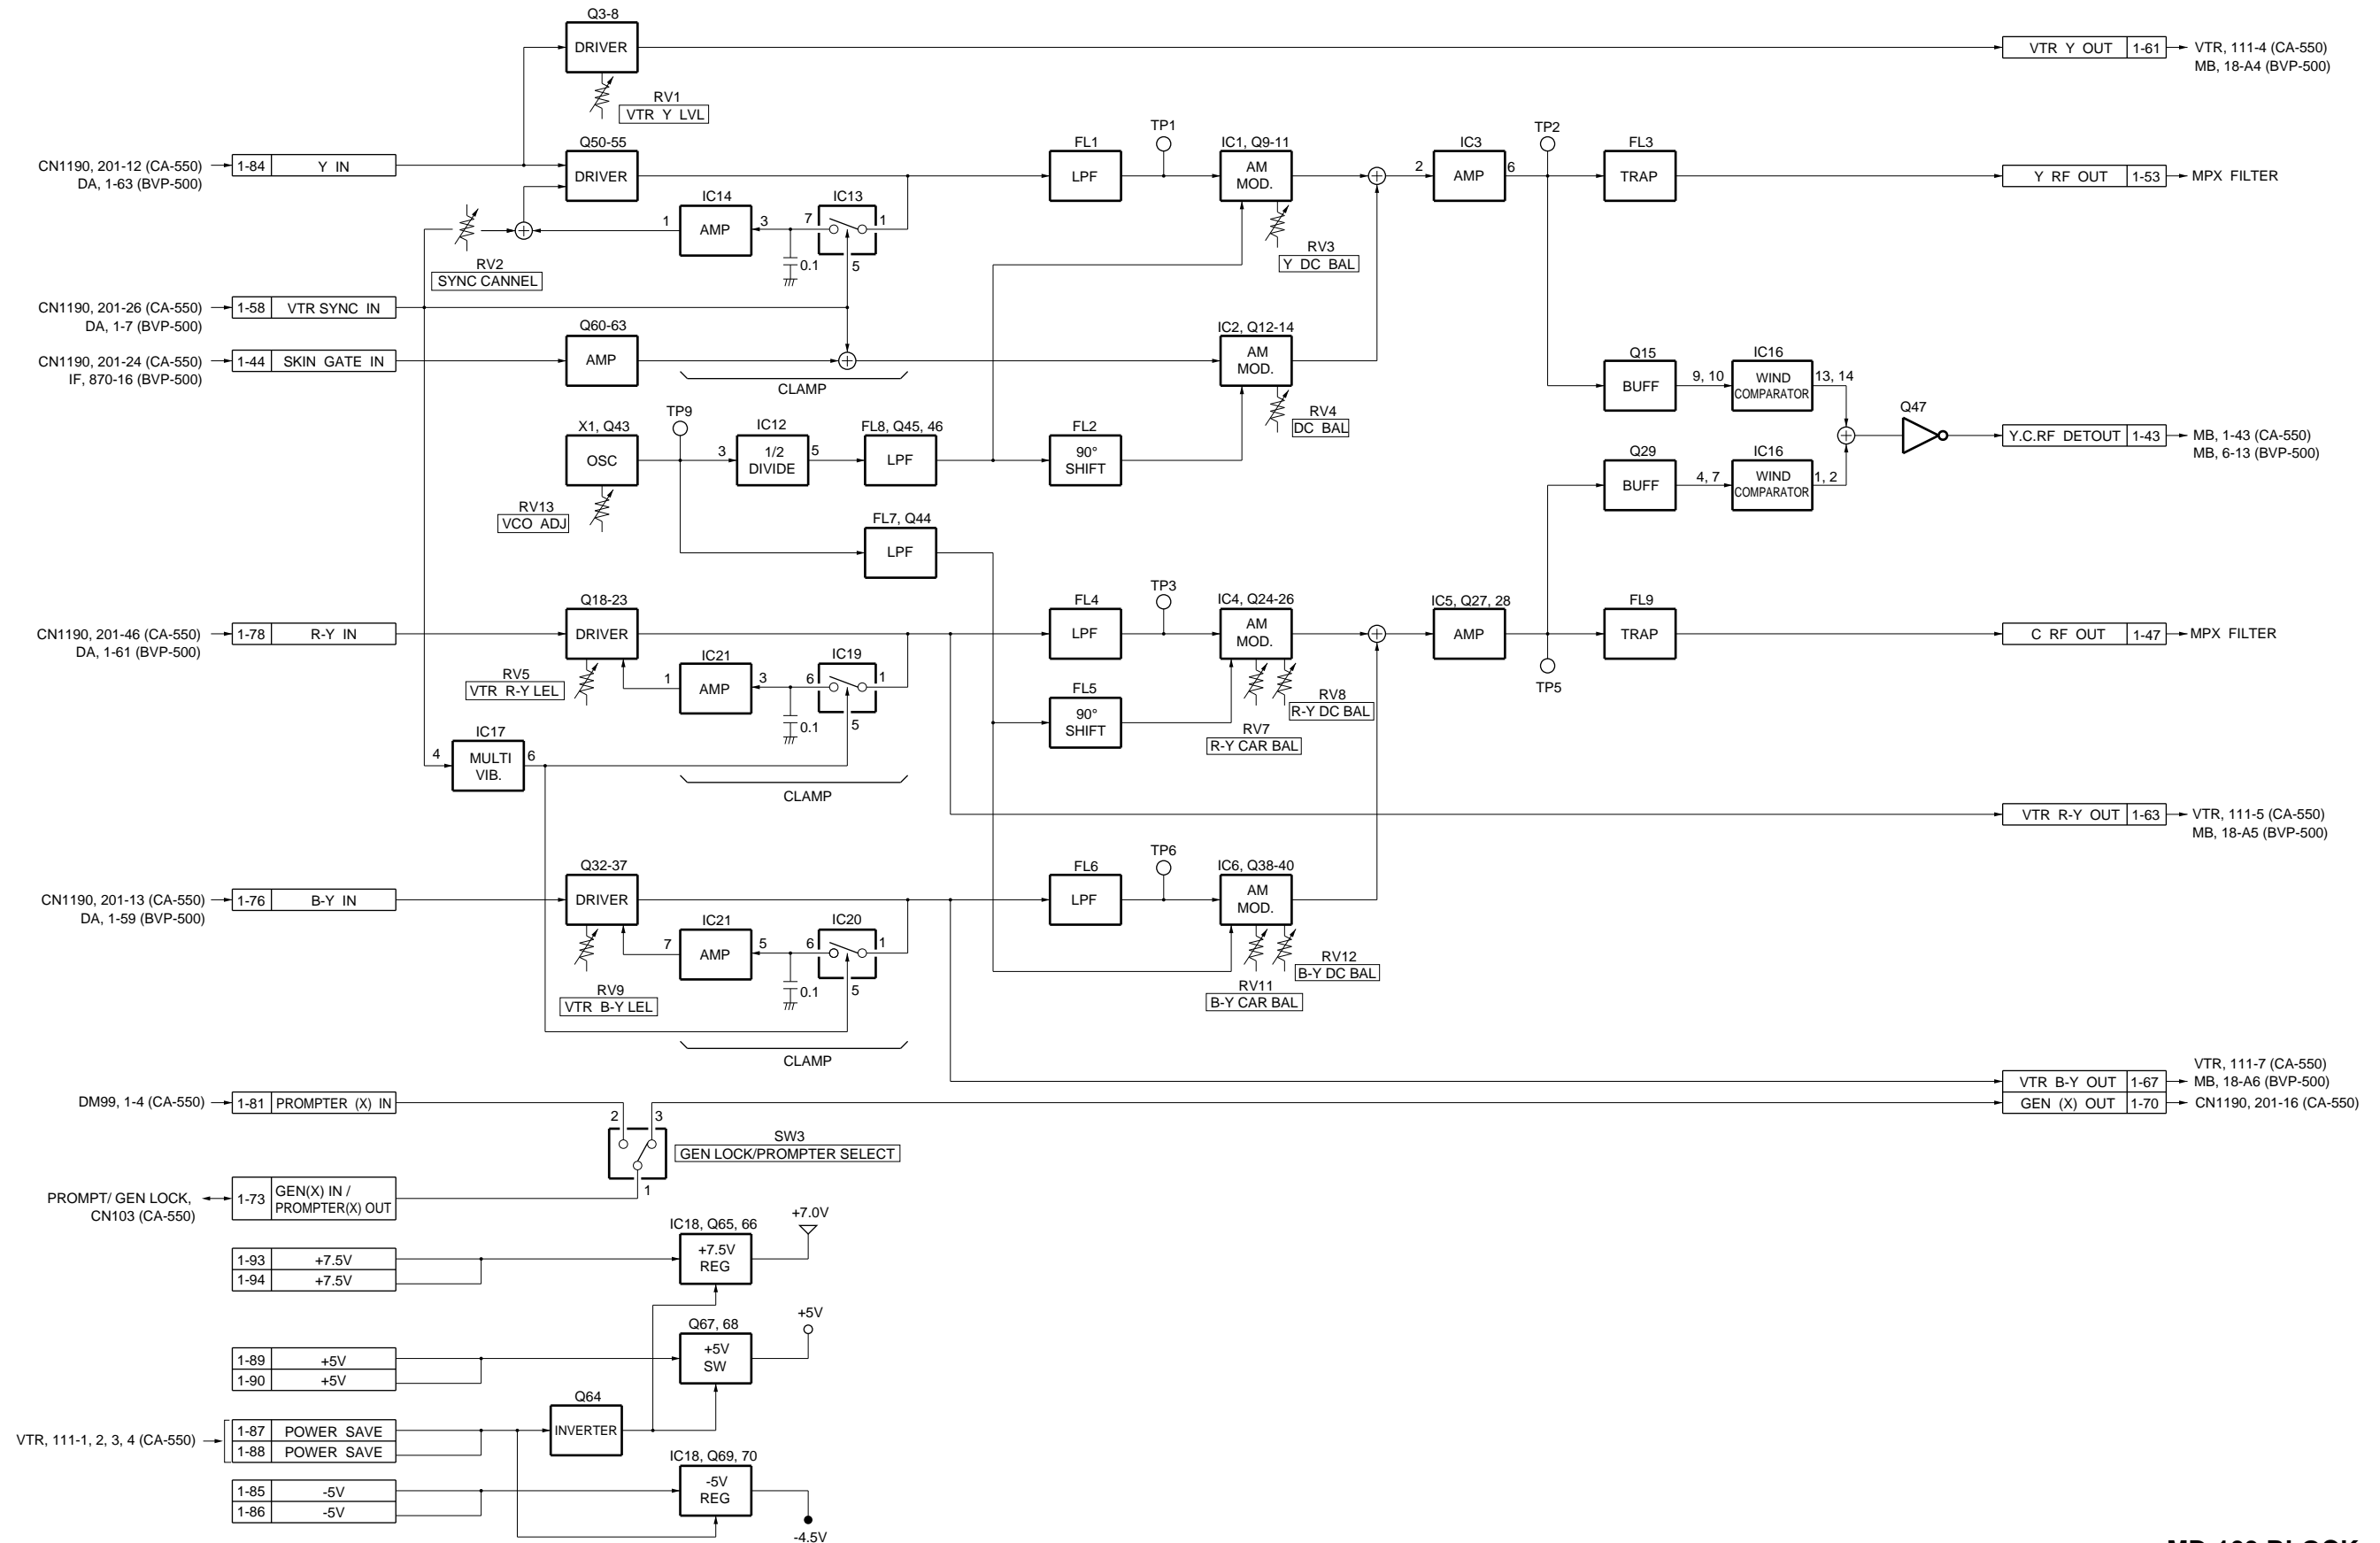 Q3-8
DRIVER
VTR Y OUT 1-61 VTR, 111-4 (CA-550)
MB, 18-A4 (BVP-500)
RV1
VTR Y LVL
CN1190, 201-12 (CA-550)
DA, 1-63 (BVP-500)
1-84 Y IN
Q50-55
DRIVER
FL1
LPF
TP1
IC1, Q9-11
AM
MOD.
RV3
Y DC BAL
2
IC3
AMP
6
TP2
FL3
TRAP
Y RF OUT 1-53 MPX FILTER
RV2
SYNC CANNEL
1
IC14
AMP
3
0.1
7
IC13
1
5
CN1190, 201-26 (CA-550)
DA, 1-7 (BVP-500)
1-58 VTR SYNC IN
CN1190, 201-24 (CA-550)
IF, 870-16 (BVP-500)
1-44 SKIN GATE IN
Q60-63
AMP
CLAMP
IC2, Q12-14
AM
MOD.
RV4
DC BAL
Q15
BUFF
9, 10
IC16
WIND
COMPARATOR
13, 14
Q47
Y.C.RF DETOUT 1-43 MB, 1-43 (CA-550)
MB, 6-13 (BVP-500)
Q29
BUFF
4, 7
IC16
WIND
COMPARATOR
1, 2
X1, Q43
OSC
RV13
VCO ADJ
TP9
3
IC12
1/2
DIVIDE
5
FL8, Q45, 46
LPF
FL2
90°
SHIFT
FL7, Q44
LPF
CN1190, 201-46 (CA-550)
DA, 1-61 (BVP-500)
1-78 R-Y IN
Q18-23
DRIVER
RV5
VTR R-Y LEL
1
IC21
AMP
3
0.1
6
IC19
1
5
FL4
LPF
TP3
IC4, Q24-26
AM
MOD.
RV8
R-Y DC BAL
RV7
R-Y CAR BAL
FL5
90°
SHIFT
IC5, Q27, 28
AMP
TP5
FL9
TRAP
C RF OUT 1-47 MPX FILTER
4
IC17
MULTI
VIB.
6
CLAMP
VTR R-Y OUT 1-63 VTR, 111-5 (CA-550)
MB, 18-A5 (BVP-500)
CN1190, 201-13 (CA-550)
DA, 1-59 (BVP-500)
1-76 B-Y IN
Q32-37
DRIVER
RV9
VTR B-Y LEL
7
IC21
AMP
5
0.1
6
IC20
1
5
CLAMP
FL6
LPF
TP6
IC6, Q38-40
AM
MOD.
RV12
B-Y DC BAL
RV11
B-Y CAR BAL
VTR, 111-7 (CA-550)
VTR B-Y OUT 1-67 MB, 18-A6 (BVP-500)
GEN (X) OUT 1-70 CN1190, 201-16 (CA-550)
DM99, 1-4 (CA-550) 1-81 PROMPTER (X) IN
2
3
1
SW3
GEN LOCK/PROMPTER SELECT
PROMPT/ GEN LOCK,
CN103 (CA-550)
1-73 GEN(X) IN /
PROMPTER(X) OUT
1-93 +7.5V
1-94 +7.5V
IC18, Q65, 66
+7.5V
REG
+7.0V
1-89 +5V
1-90 +5V
Q67, 68
+5V
SW
+5V
VTR, 111-1, 2, 3, 4 (CA-550)
1-87 POWER SAVE
1-88 POWER SAVE
Q64
INVERTER
1-85 -5V
1-86 -5V
IC18, Q69, 70
-5V
REG
-4.5V